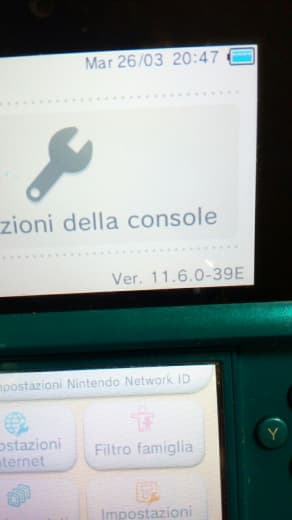 Mar 26/03 20:47
zioni della console
Ver. 11.6.0-39E
mpostazioni Nintendo Network ID
ostazioni
nternet
Filtro famiglia
Impostazioni
Y